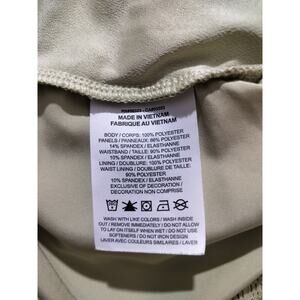 MADE IN VIETNAM
FABRIQUE AU VIETNAM
BODY / CORPS: 100% POLYESTER
PANELS / PANNEAUX: 86% POLYESTER
14% SPANDEX / ELASTHANNE
WAISTBAND / TAILLE: 90% POLYESTER
10% SPANDEX / ELASTHANNE
LINING / DOUBLURE: 100% POLYESTER
WAIST LINING / DOUBLURE DE TAILLE:
90% POLYESTER
10% SPANDEX / ELASTHANNE
EXCLUSIVE OF DECORATION /
DECORATION NON COMPRISE
WASH WITH LIKE COLORS / WASH INSIDE
OUT / REMOVE IMMEDIATELY / DO NOT ALLOW
TO LAY ON ITSELF WHEN WET / DO NOT USE
SOFTENERS / DO NOT IRON DESIGN
LAVER AVEC COULEURS SIMILAIRES / LAVER